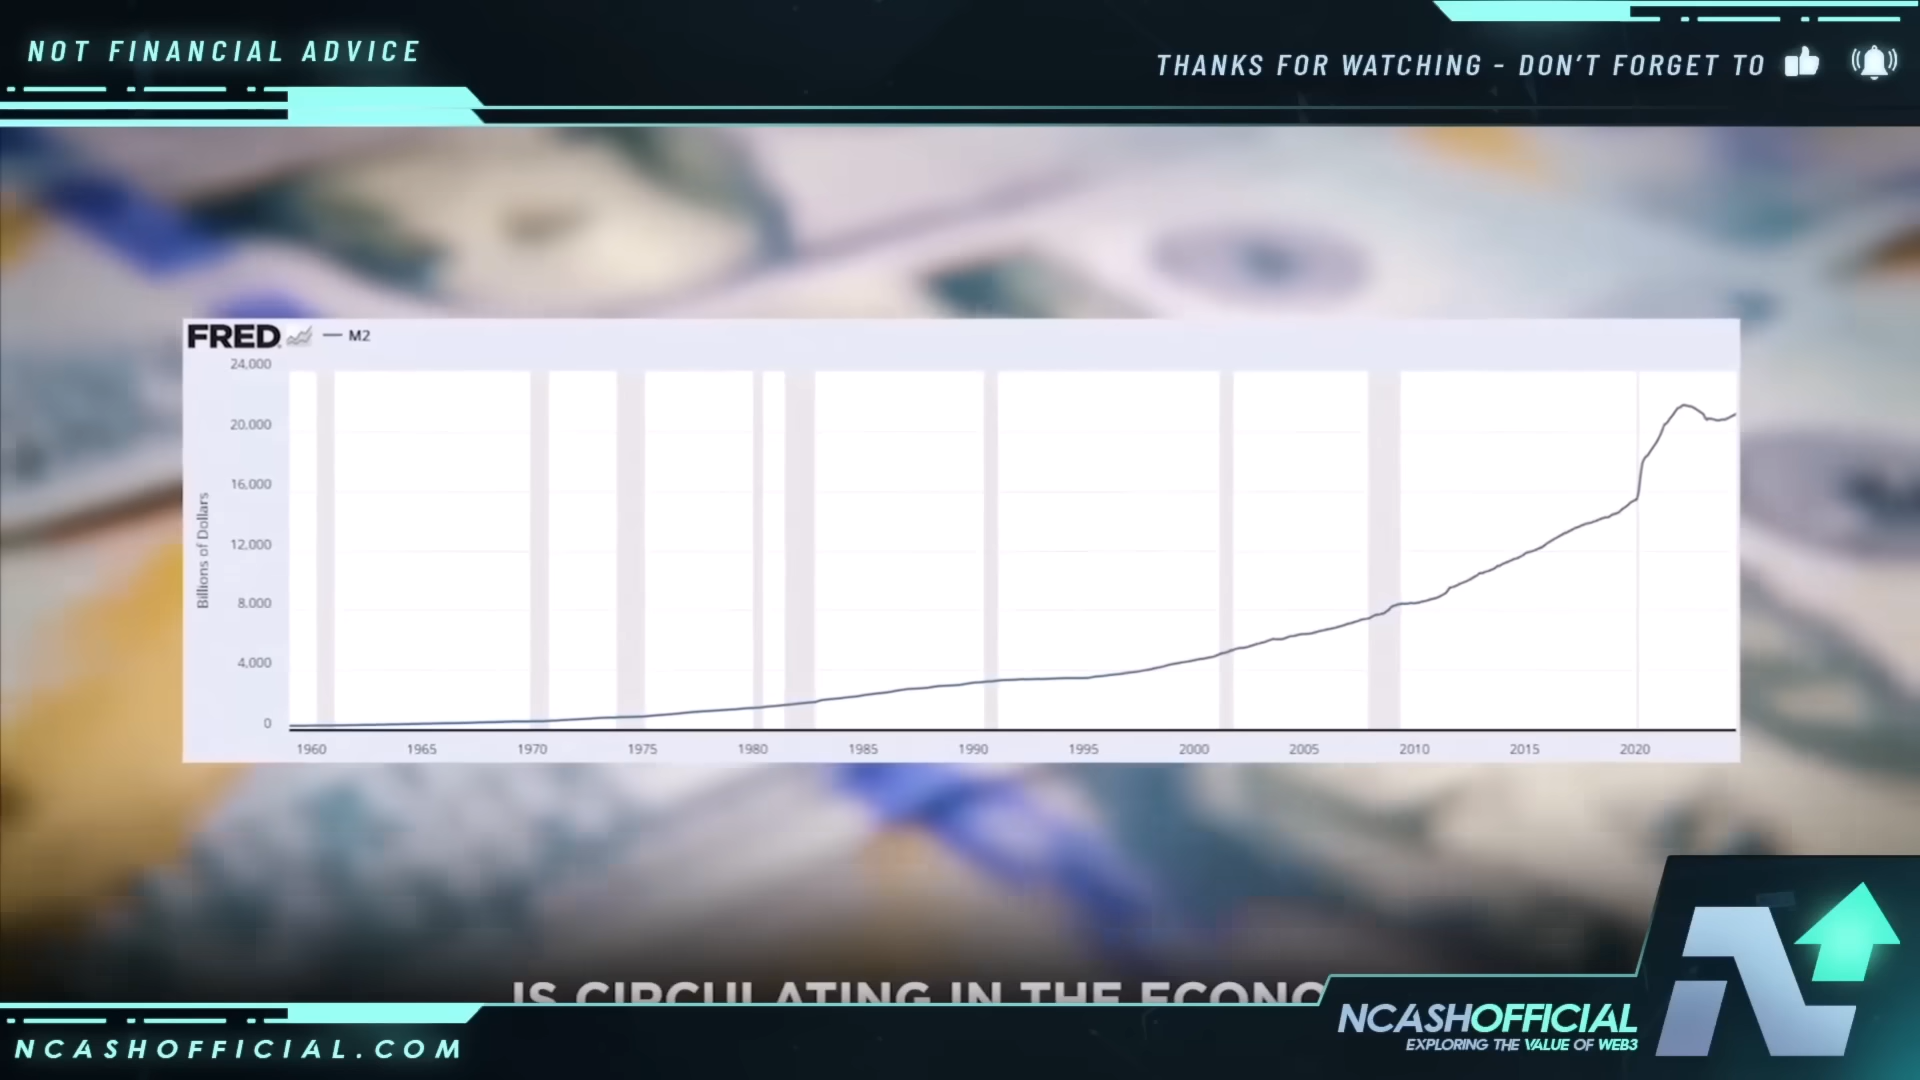 NOT FINANCIAL ADVICE
THANKS FOR WATCHING - DON'T FORGET TO
FRED
M2
Billions of Dollars
24,000
20,000
16,000
12,000
8,000
4,000
0
1960 1965 1970 1975 1980 1985 1990 1995 2000 2005 2010 2015 2020
IS CIRCULATING IN THE ECONO
NCASHOFFICIAL
EXPLORING THE VALUE OF WEB3
NCASHOFFICIAL.COM